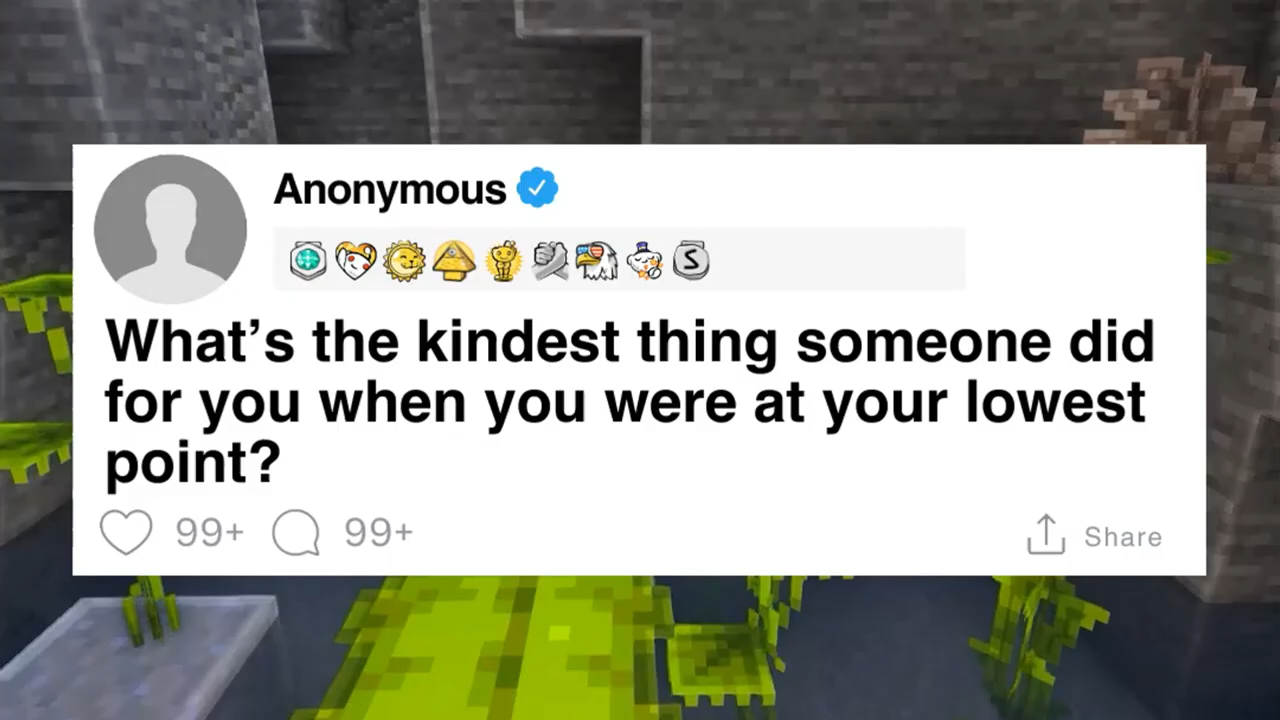 Anonymous
S
What's the kindest thing someone did
for you when you were at your lowest
point?
99+ 99+ Share